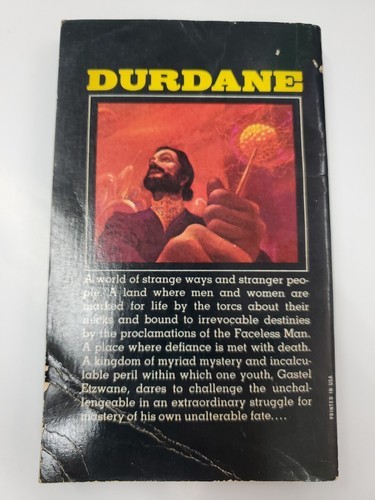 DURDANE
A world of strange ways and stranger peo-
ple. A land where men and women are
marked for life by the torcs about their
necks and bound to irrevocable destinies
by the proclamations of the Faceless Man.
A place where defiance is met with death.
A kingdom of myriad mystery and incalcu-
lable peril within which one youth, Gastel
Etzwane, dares to challenge the unchal-
lengeable in an extraordinary struggle for
mastery of his own unalterable fate....
PRINTED IN USA